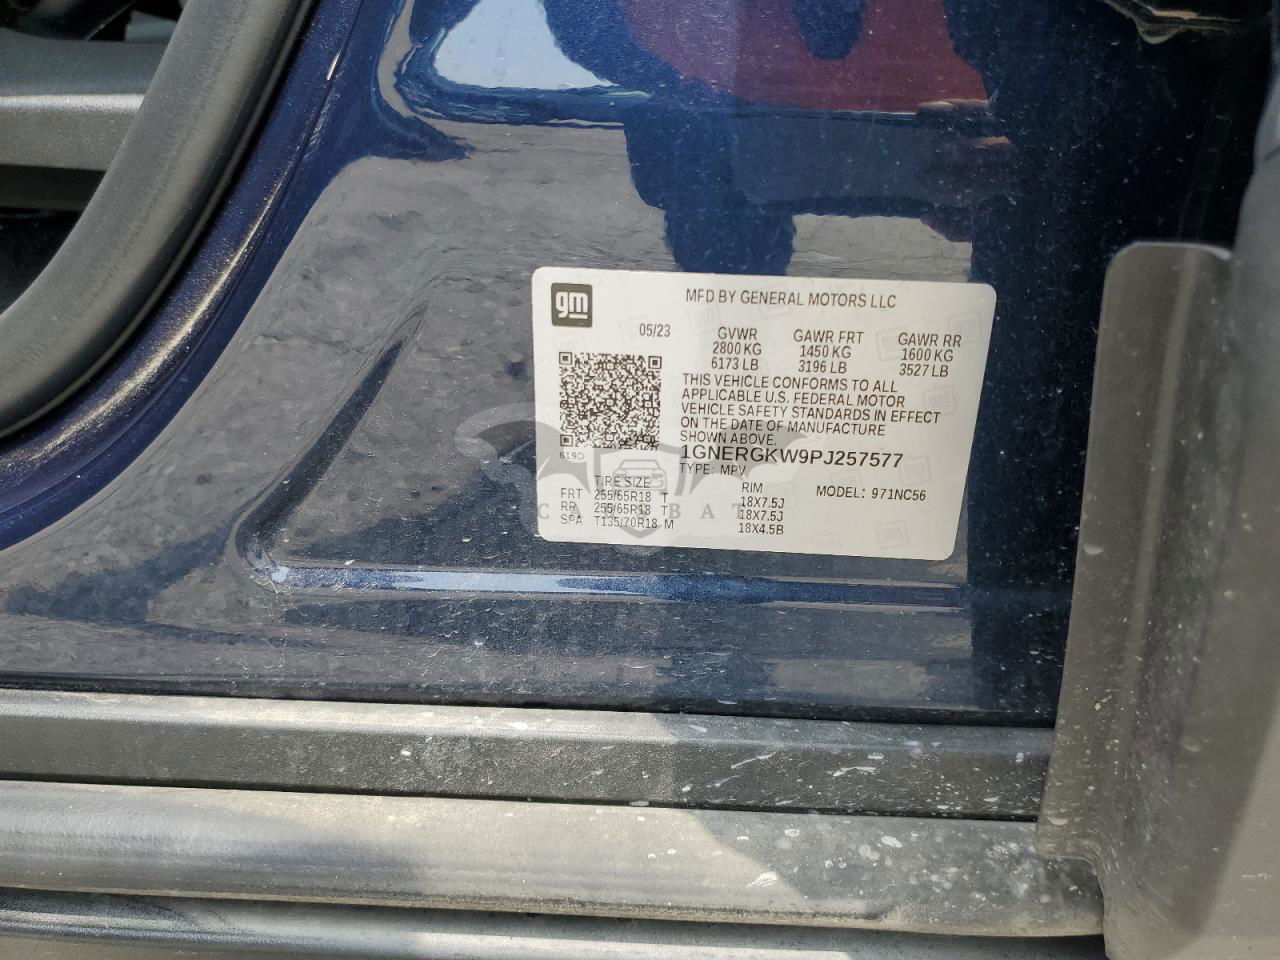 gm
MFD BY GENERAL MOTORS LLC
05/23 GVWR GAWR FRT GAWR RR
2800 KG 1450 KG 1600 KG
6173 LB 3196 LB 3527 LB
THIS VEHICLE CONFORMS TO ALL
APPLICABLE U.S. FEDERAL MOTOR
VEHICLE SAFETY STANDARDS IN EFFECT
ON THE DATE OF MANUFACTURE
SHOWN ABOVE.
619D
1GNERGKW9PJ257577
TYPE: MPV
TIRE SIZE RIM MODEL: 971NC56
FRT 255/65R18 T 18X7.5J
RR 255/65R18 T 18X7.5J
SPA T135/70R18 M 18X4.5B